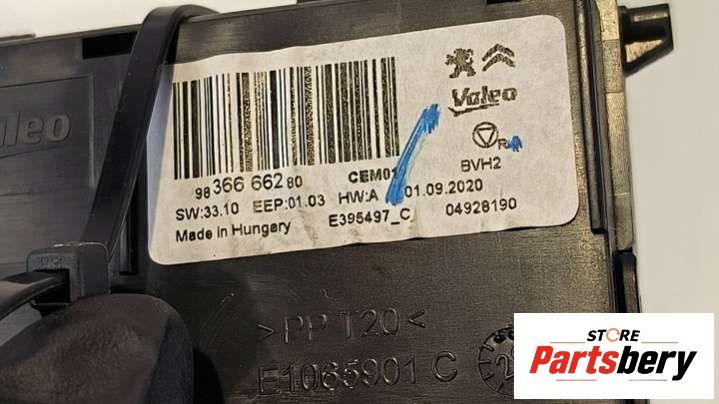 Valeo
Valeo
98 366 662 80
CEM01
BVH2
SW:33.10 EEP:01.03 HW:A 01.09.2020
Made in Hungary E395497_C 04928190
>PP T20<
E1065901 C
STORE
Partsbery